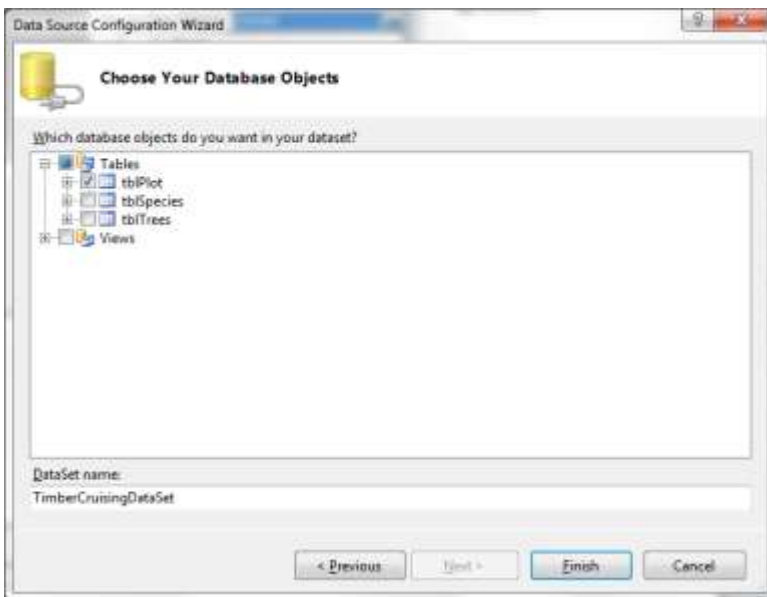 Data Source Configuration Wizard
Choose Your Database Objects
Which database objects do you want in your dataset?
Tables
tblPlot
tblSpecies
tblTrees
Views
DataSet name:
TimberCruisingDataSet
< Previous Next > Finish Cancel